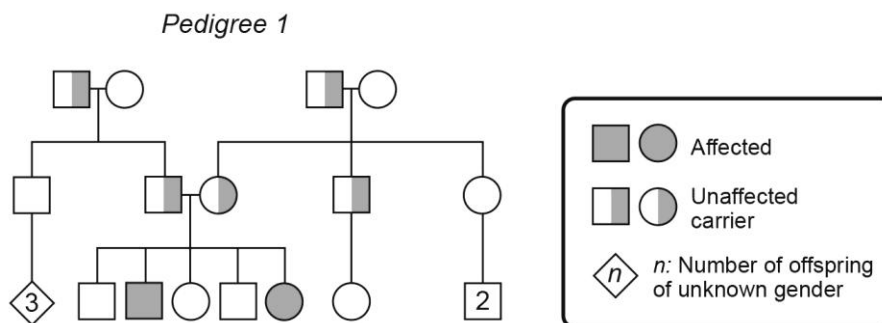 Pedigree 1
Affected
Unaffected
carrier
n n: Number of offspring
of unknown gender
3
2